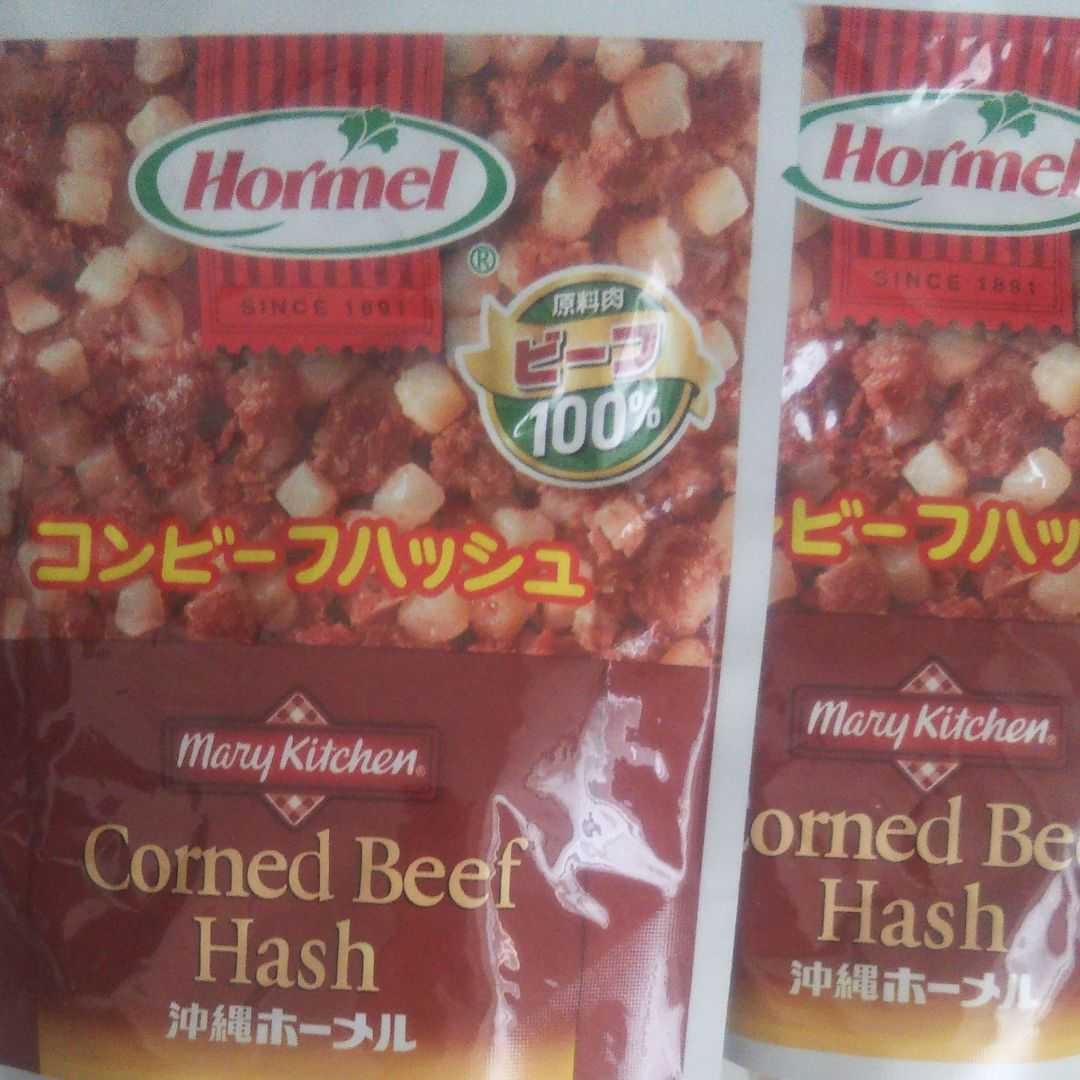 Hormel
®
SINCE 1891
原料肉
ビーフ
100%
コンビーフハッシュ
Mary Kitchen®
Corned Beef
Hash
沖縄ホーメル
Hormel
SINCE 1891
ビーフハッ
Mary Kitchen®
orned Be
Hash
沖縄ホーメル